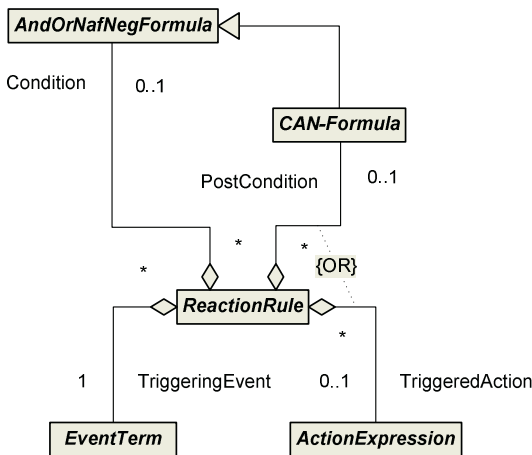 AndOrNafNegFormula
Condition
0..1
CAN-Formula
PostCondition
0..1
*
*
*
{OR}
ReactionRule
*
1
TriggeringEvent
0..1
TriggeredAction
EventTerm
ActionExpression